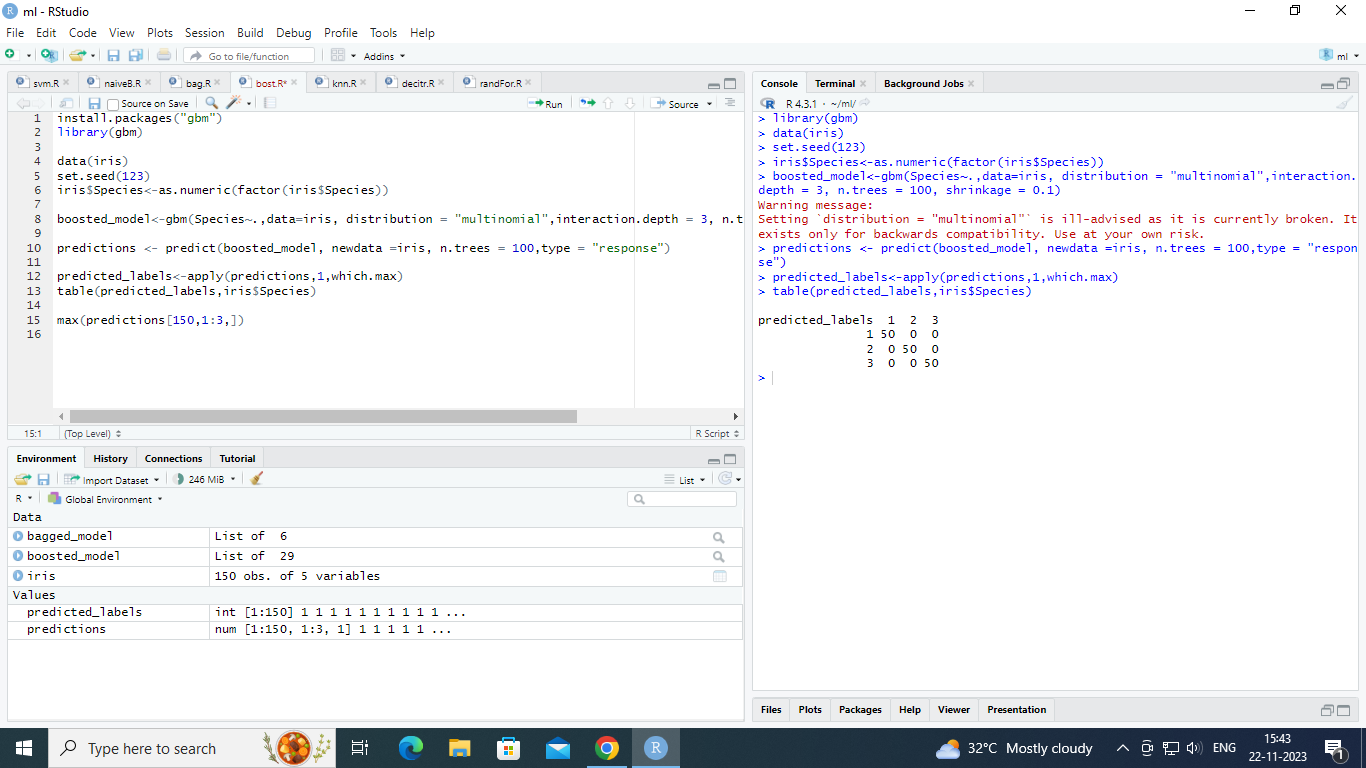 ml - RStudio
File Edit Code View Plots Session Build Debug Profile Tools Help
Go to file/function Addins ml
svm.R naiveB.R bag.R bost.R* knn.R decitr.R randFor.R
Source on Save Run Source
1 install.packages("gbm")
2 library(gbm)
3
4 data(iris)
5 set.seed(123)
6 iris$Species<-as.numeric(factor(iris$Species))
7
8 boosted_model<-gbm(Species~.,data=iris, distribution = "multinomial",interaction.depth = 3, n.t
9
10 predictions <- predict(boosted_model, newdata =iris, n.trees = 100,type = "response")
11
12 predicted_labels<-apply(predictions,1,which.max)
13 table(predicted_labels,iris$Species)
14
15 max(predictions[150,1:3,])
16
15:1 (Top Level) R Script
Environment History Connections Tutorial
Import Dataset 246 MiB List
R Global Environment
Data
bagged_model List of 6
boosted_model List of 29
iris 150 obs. of 5 variables
Values
predicted_labels int [1:150] 1 1 1 1 1 1 1 1 1 1 ...
predictions num [1:150, 1:3, 1] 1 1 1 1 1 ...
Console Terminal Background Jobs
R 4.3.1 · ~/ml/
> library(gbm)
> data(iris)
> set.seed(123)
> iris$Species<-as.numeric(factor(iris$Species))
> boosted_model<-gbm(Species~.,data=iris, distribution = "multinomial",interaction.
depth = 3, n.trees = 100, shrinkage = 0.1)
Warning message:
Setting `distribution = "multinomial"` is ill-advised as it is currently broken. It
exists only for backwards compatibility. Use at your own risk.
> predictions <- predict(boosted_model, newdata =iris, n.trees = 100,type = "respon
se")
> predicted_labels<-apply(predictions,1,which.max)
> table(predicted_labels,iris$Species)
predicted_labels 1 2 3
1 50 0 0
2 0 50 0
3 0 0 50
>
Files Plots Packages Help Viewer Presentation
Type here to search 32°C Mostly cloudy ENG 15:43
22-11-2023 1